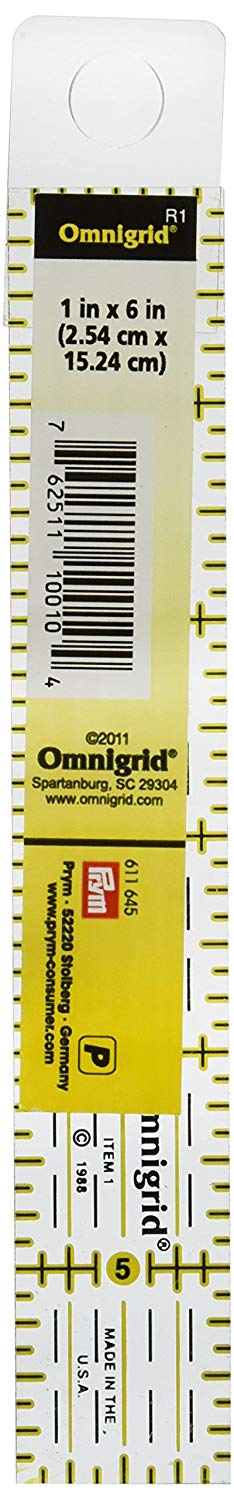 R1
Omnigrid®
1 in x 6 in
(2.54 cm x
15.24 cm)
7 62511 10010 4
©2011
Omnigrid®
Spartanburg, SC 29304
www.omnigrid.com
611 645
Prym
Prym · 52220 Stolberg · Germany
www.prym-consumer.com
P
mnigrid®
ITEM 1
© 1988
5
MADE IN THE
U.S.A.